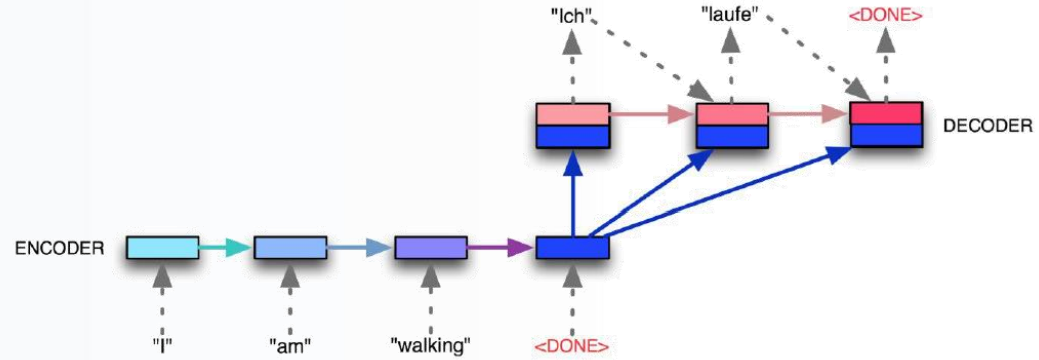 "Ich" "laufe" <DONE>
DECODER
ENCODER
"I" "am" "walking" <DONE>